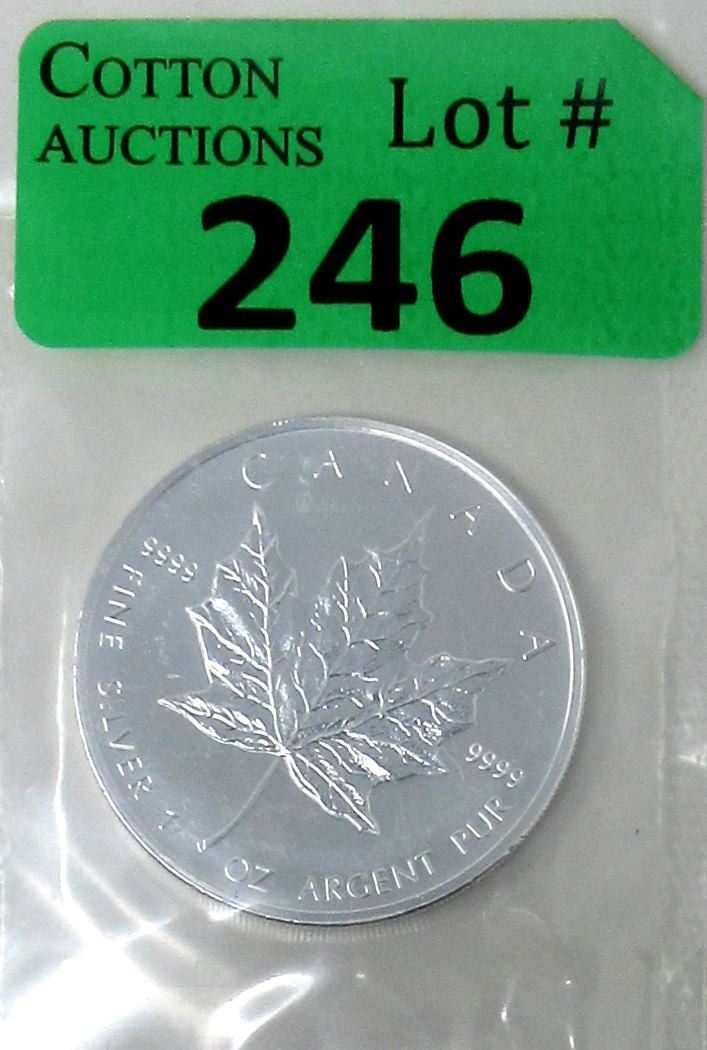 COTTON
AUCTIONS
Lot #
246
CANADA
9999
9999
FINE SILVER 1 OZ ARGENT PUR